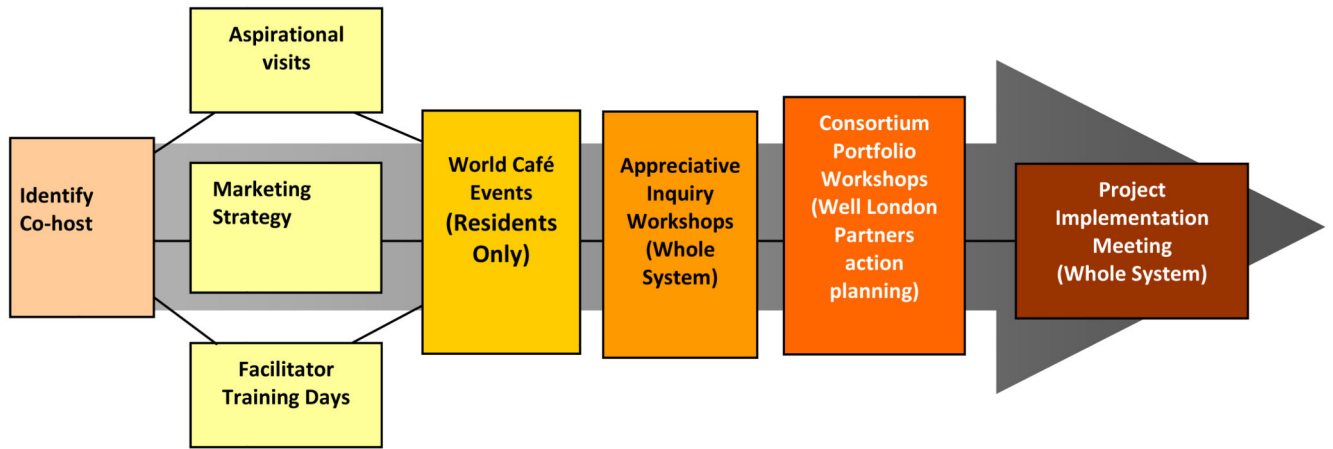 Identify
Co-host
Aspirational
visits
Marketing
Strategy
Facilitator
Training Days
World Café
Events
(Residents
Only)
Appreciative
Inquiry
Workshops
(Whole
System)
Consortium
Portfolio
Workshops
(Well London
Partners
action
planning)
Project
Implementation
Meeting
(Whole System)